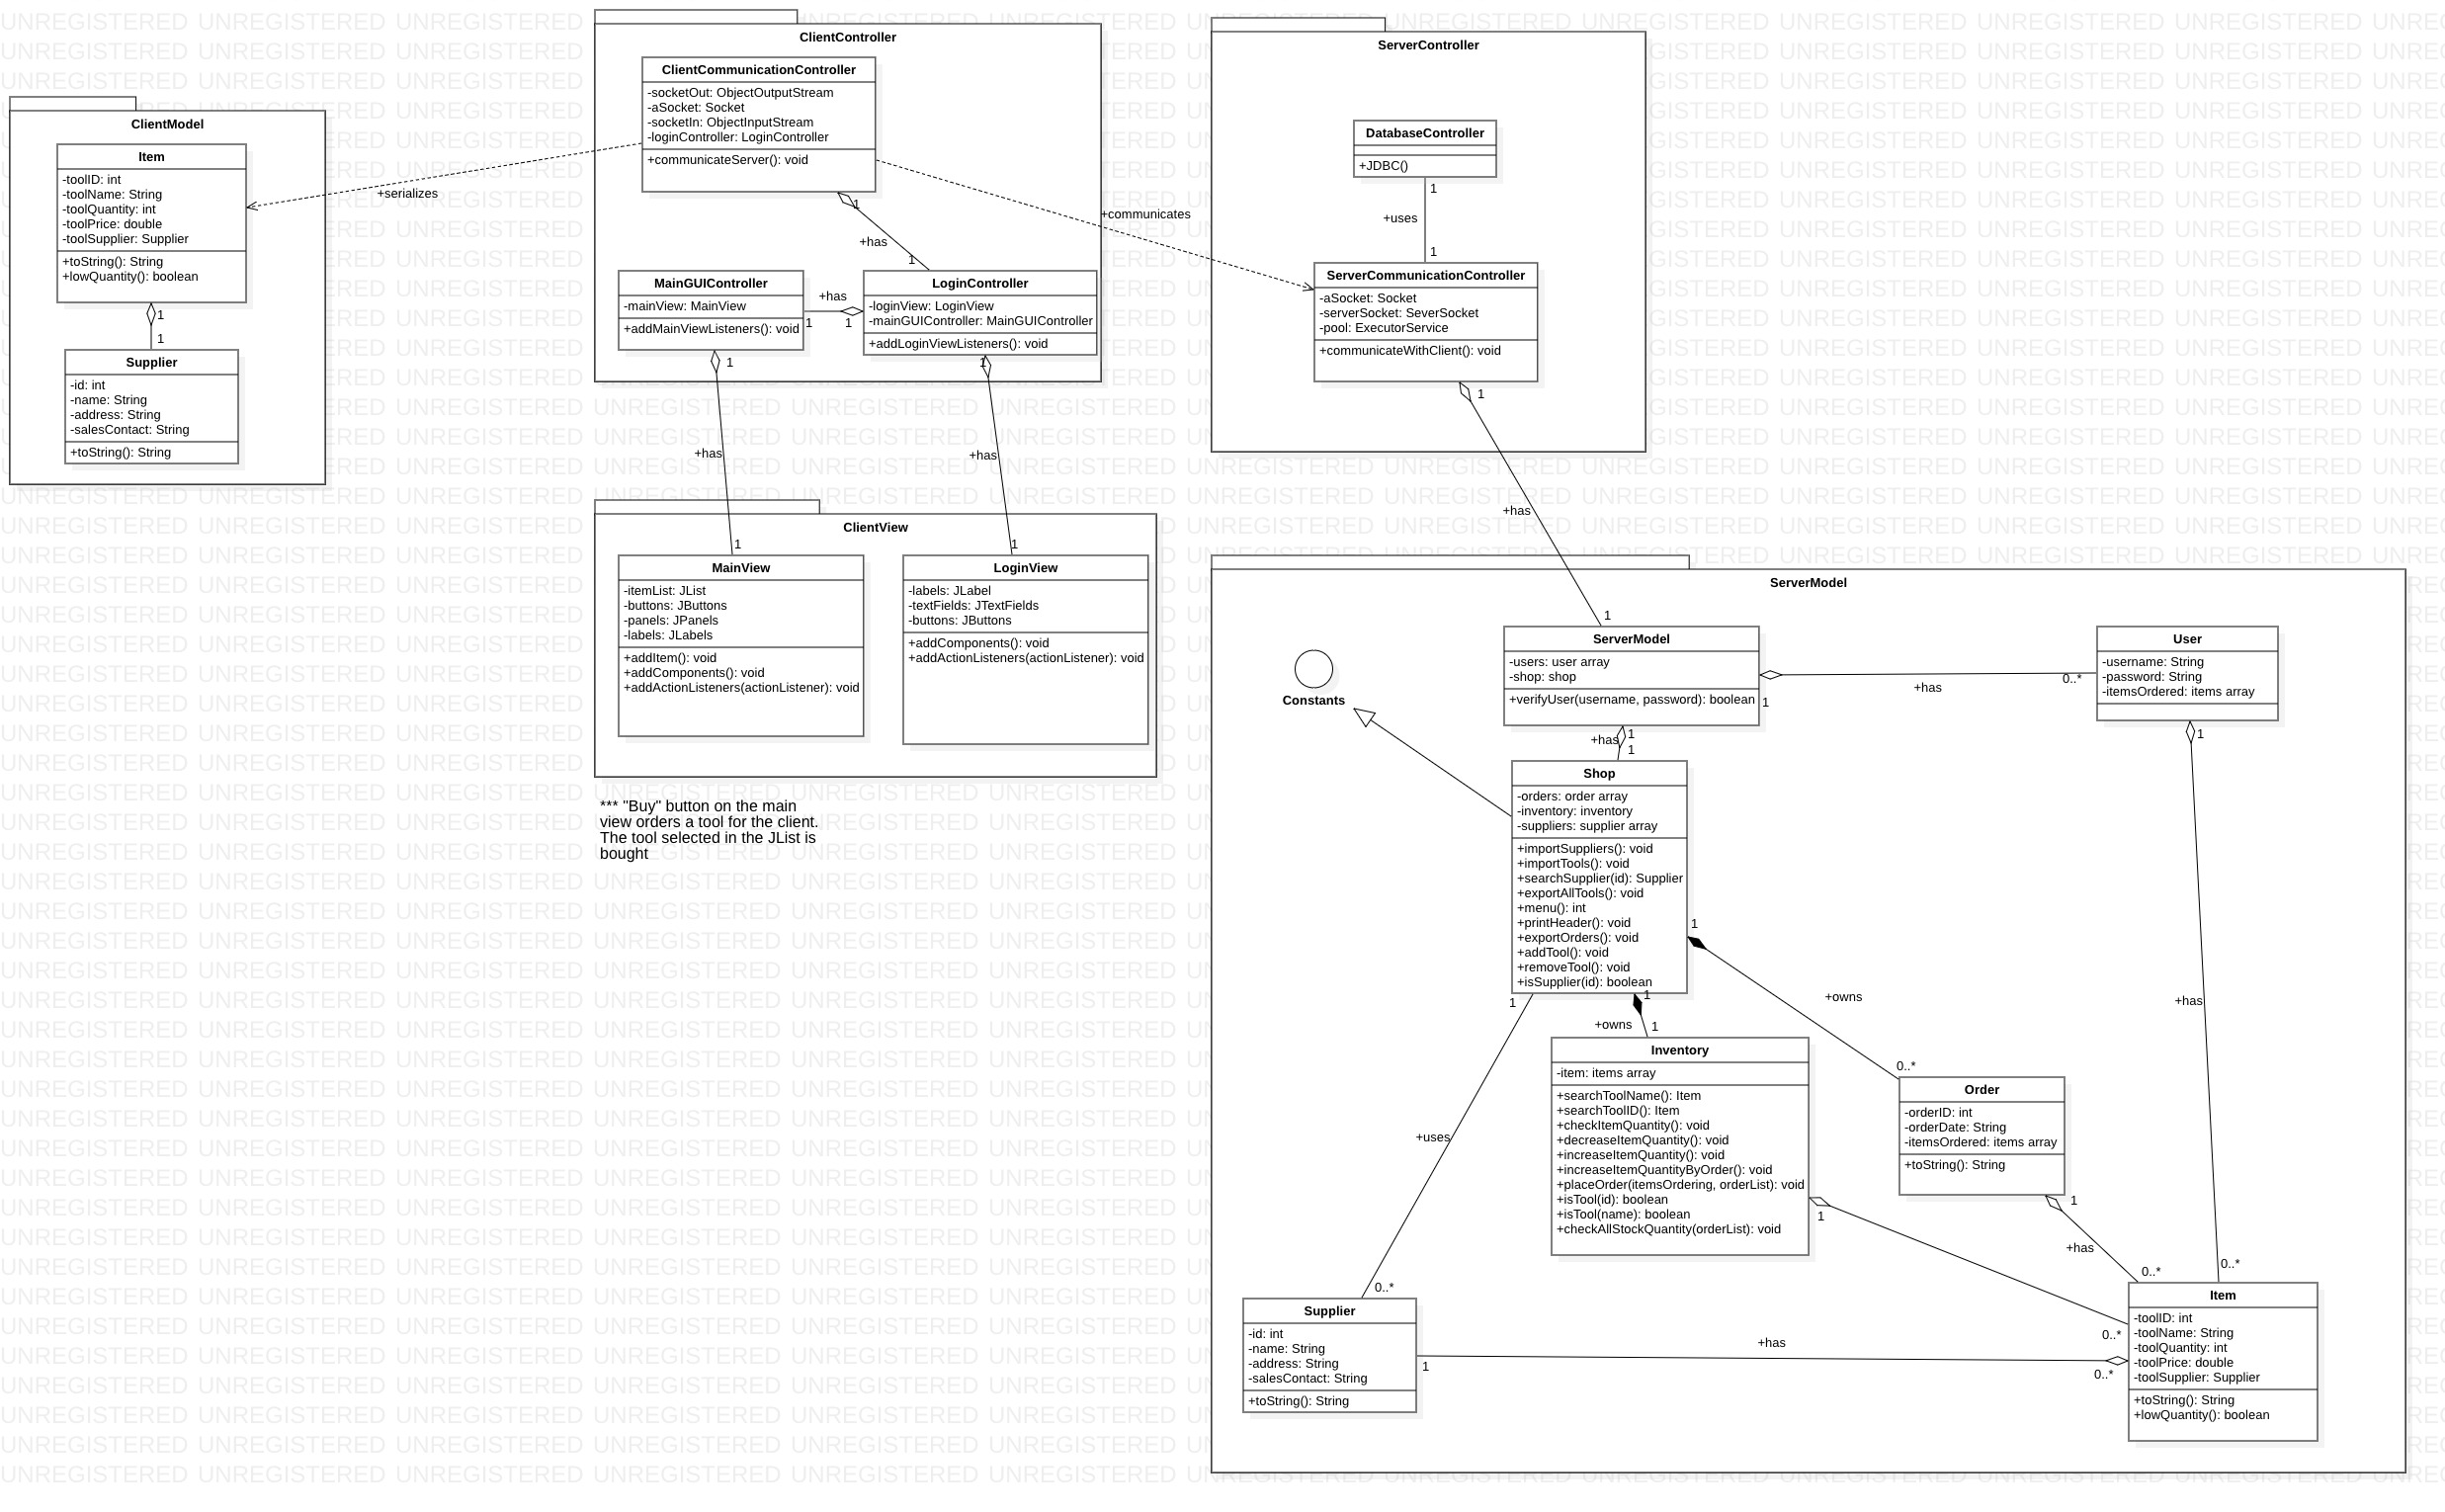 ClientModel
Item
-toolID: int
-toolName: String
-toolQuantity: int
-toolPrice: double
-toolSupplier: Supplier
+toString(): String
+lowQuantity(): boolean
1
1
Supplier
-id: int
-name: String
-address: String
-salesContact: String
+toString(): String
+serializes
ClientController
ClientCommunicationController
-socketOut: ObjectOutputStream
-aSocket: Socket
-socketIn: ObjectInputStream
-loginController: LoginController
+communicateServer(): void
1
+has
1
MainGUIController
-mainView: MainView
+addMainViewListeners(): void
+has
1
1
LoginController
-loginView: LoginView
-mainGUIController: MainGUIController
+addLoginViewListeners(): void
1
1
+has
+has
1
1
+communicates
ClientView
MainView
-itemList: JList
-buttons: JButtons
-panels: JPanels
-labels: JLabels
+addItem(): void
+addComponents(): void
+addActionListeners(actionListener): void
LoginView
-labels: JLabel
-textFields: JTextFields
-buttons: JButtons
+addComponents(): void
+addActionListeners(actionListener): void
*** "Buy" button on the main
view orders a tool for the client.
The tool selected in the JList is
bought
ServerController
DatabaseController
+JDBC()
1
+uses
1
ServerCommunicationController
-aSocket: Socket
-serverSocket: SeverSocket
-pool: ExecutorService
+communicateWithClient(): void
1
+has
1
ServerModel
Constants
ServerModel
-users: user array
-shop: shop
+verifyUser(username, password): boolean
1
+has
0..*
User
-username: String
-password: String
-itemsOrdered: items array
1
+has
0..*
+has
1
1
Shop
-orders: order array
-inventory: inventory
-suppliers: supplier array
+importSuppliers(): void
+importTools(): void
+searchSupplier(id): Supplier
+exportAllTools(): void
+menu(): int
+printHeader(): void
+exportOrders(): void
+addTool(): void
+removeTool(): void
+isSupplier(id): boolean
1
+owns
0..*
1
+uses
0..*
1
+owns
1
Inventory
-item: items array
+searchToolName(): Item
+searchToolID(): Item
+checkItemQuantity(): void
+decreaseItemQuantity(): void
+increaseItemQuantity(): void
+increaseItemQuantityByOrder(): void
+placeOrder(itemsOrdering, orderList): void
+isTool(id): boolean
+isTool(name): boolean
+checkAllStockQuantity(orderList): void
1
0..*
Order
-orderID: int
-orderDate: String
-itemsOrdered: items array
+toString(): String
1
+has
0..*
Supplier
-id: int
-name: String
-address: String
-salesContact: String
+toString(): String
1
+has
0..*
Item
-toolID: int
-toolName: String
-toolQuantity: int
-toolPrice: double
-toolSupplier: Supplier
+toString(): String
+lowQuantity(): boolean
UNREGISTERED